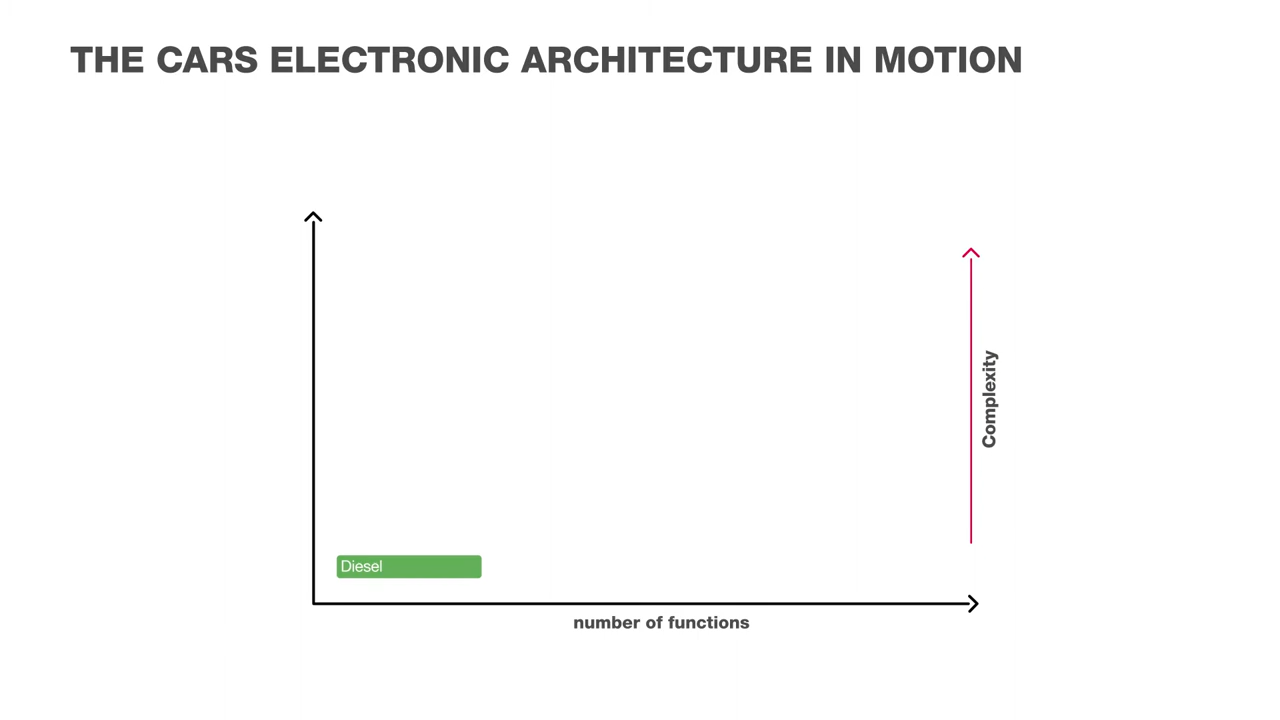 THE CARS ELECTRONIC ARCHITECTURE IN MOTION
Complexity
Diesel
number of functions